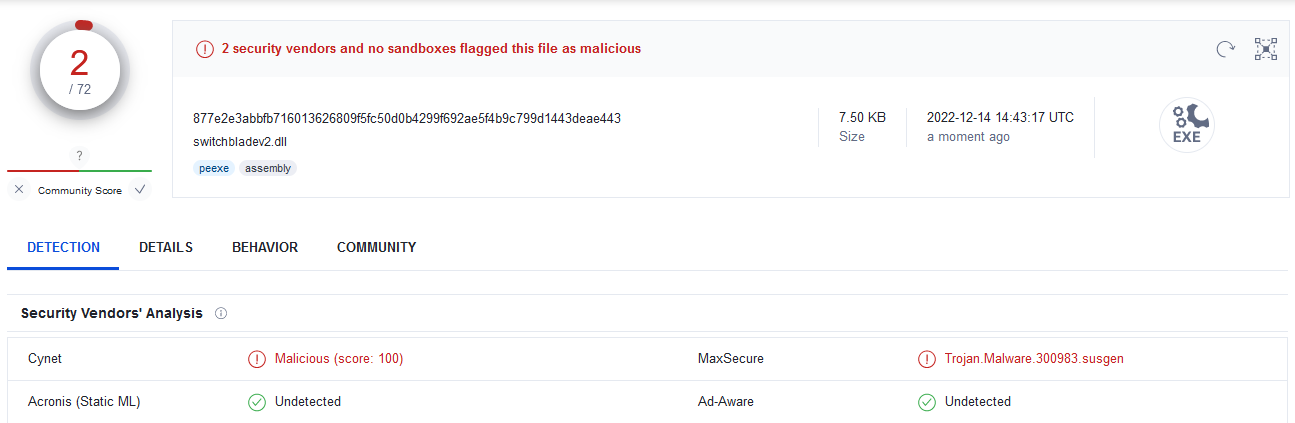 2
/ 72
?
Community Score
2 security vendors and no sandboxes flagged this file as malicious
877e2e3abbfb716013626809f5fc50d0b4299f692ae5f4b9c799d1443deae443
switchbladev2.dll
peexe assembly
7.50 KB
Size
2022-12-14 14:43:17 UTC
a moment ago
EXE
DETECTION DETAILS BEHAVIOR COMMUNITY
Security Vendors' Analysis
Cynet Malicious (score: 100) MaxSecure Trojan.Malware.300983.susgen
Acronis (Static ML) Undetected Ad-Aware Undetected